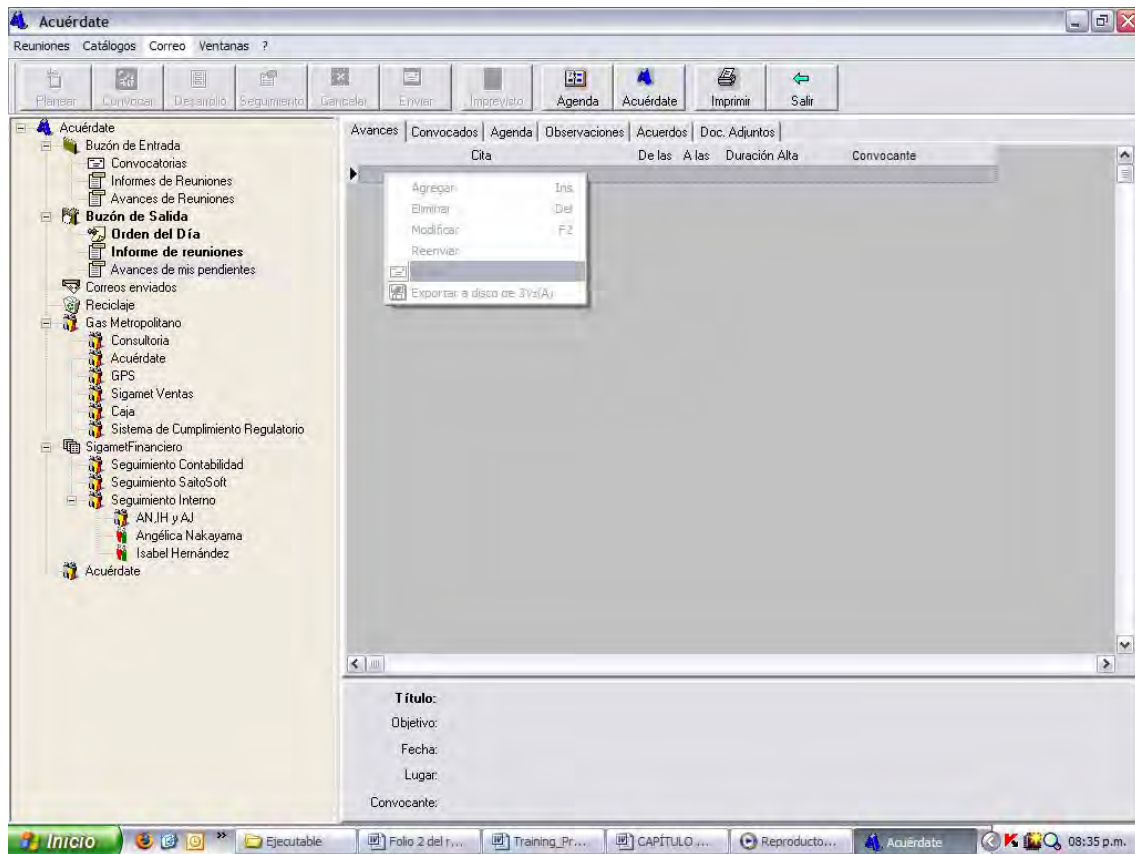 Acuérdate
Reuniones Catálogos Correo Ventanas ?
Planear Convocar Desarrollo Seguimiento Cancelar Enviar Imprevisto Agenda Acuérdate Imprimir Salir
Acuérdate
Buzón de Entrada
Convocatorias
Informes de Reuniones
Avances de Reuniones
Buzón de Salida
Orden del Día
Informe de reuniones
Avances de mis pendientes
Correos enviados
Reciclaje
Gas Metropolitano
Consultoria
Acuérdate
GPS
Sigamet Ventas
Caja
Sistema de Cumplimiento Regulatorio
SigametFinanciero
Seguimiento Contabilidad
Seguimiento SaitoSoft
Seguimiento Interno
AN,IH y AJ
Angélica Nakayama
Isabel Hernández
Acuérdate
Avances Convocados Agenda Observaciones Acuerdos Doc. Adjuntos
Cita De las A las Duración Alta Convocante
Agregar Ins
Eliminar Del
Modificar F2
Reenviar
Exportar a disco de 3½(A)
Título:
Objetivo:
Fecha:
Lugar:
Convocante:
Inicio » Ejecutable Folio 2 del r... Training_Pr... CAPÍTULO ... Reproducto... Acuérdate 08:35 p.m.